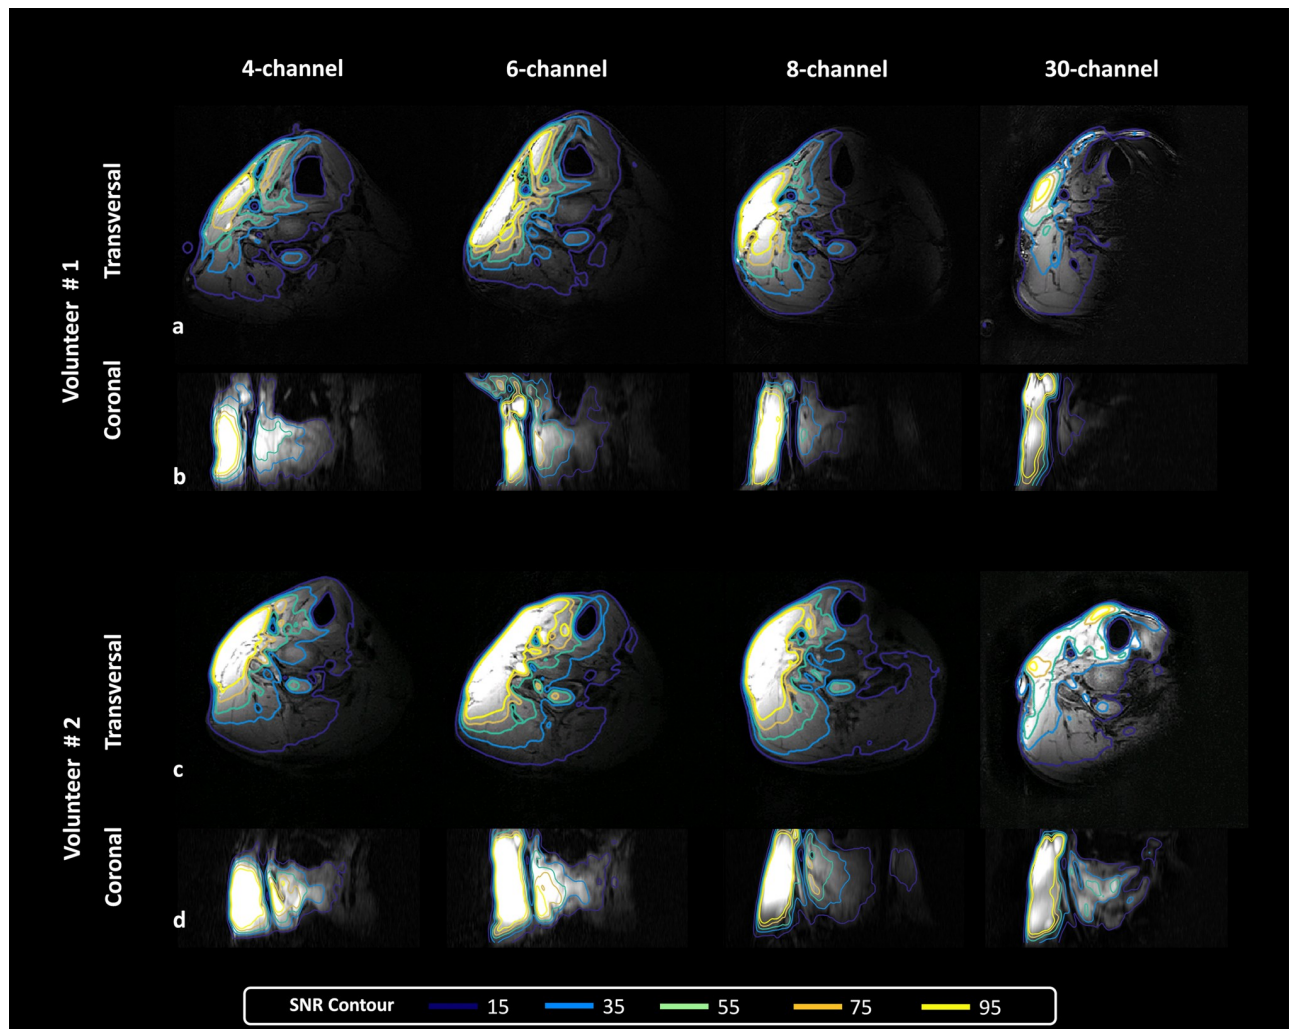 4-channel 6-channel 8-channel 30-channel
Volunteer #1
Transversal
a
Coronal
b
Volunteer #2
Transversal
c
Coronal
d
SNR Contour 15 35 55 75 95